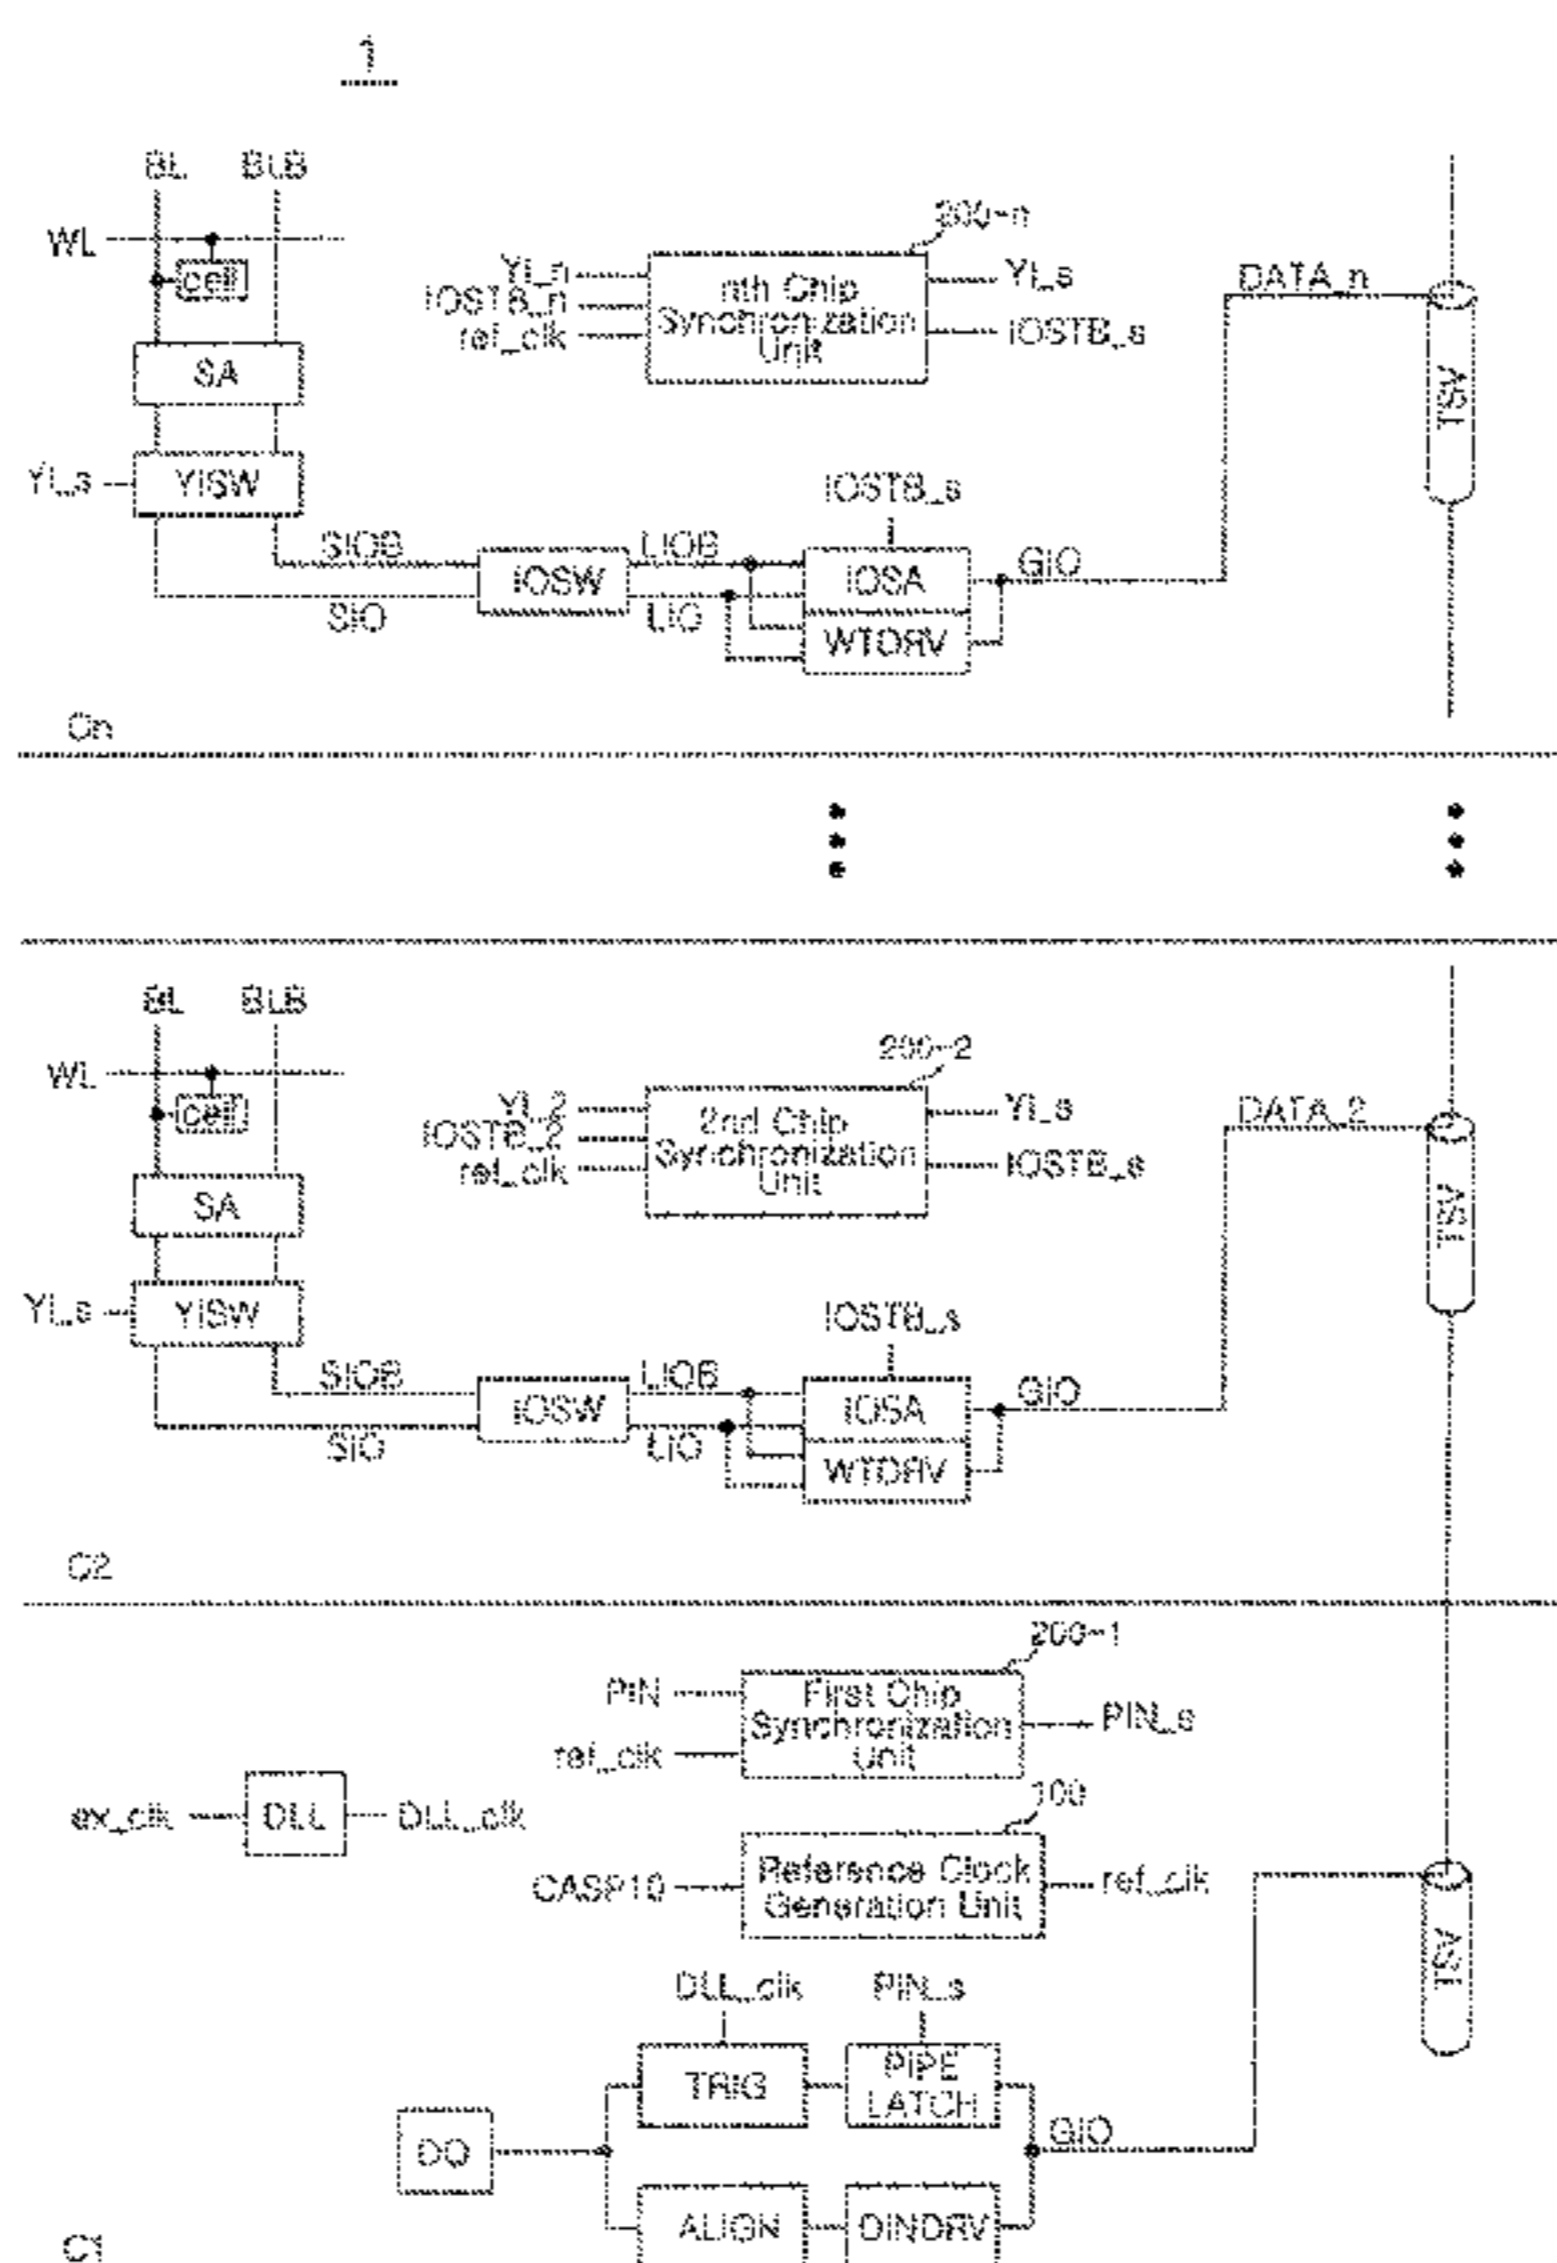 1
BL BLB
WL
cell
200-n
YI_n
IOSTB_n
ref_clk
nth Chip
Synchronization
Unit
YI_s
IOSTB_s
DATA_n
TSV
SA
YI_s
YISW
IOSTB_s
SIOB
SIO
IOSW
LIOB
LIO
IOSA
WTDRV
GIO
Cn
BL BLB
WL
cell
200-2
YI_2
IOSTB_2
ref_clk
2nd Chip
Synchronization
Unit
YI_s
IOSTB_s
DATA_2
TSV
SA
YI_s
YISW
IOSTB_s
SIOB
SIO
IOSW
LIOB
LIO
IOSA
WTDRV
GIO
C2
200-1
PIN
ref_clk
First Chip
Synchronization
Unit
PIN_s
ex_clk
DLL
DLL_clk
100
CASP10
Reference Clock
Generation Unit
ref_clk
TSV
DLL_clk
PIN_s
TRIG
PIPE
LATCH
DQ
GIO
ALIGN
DINDRV
C1